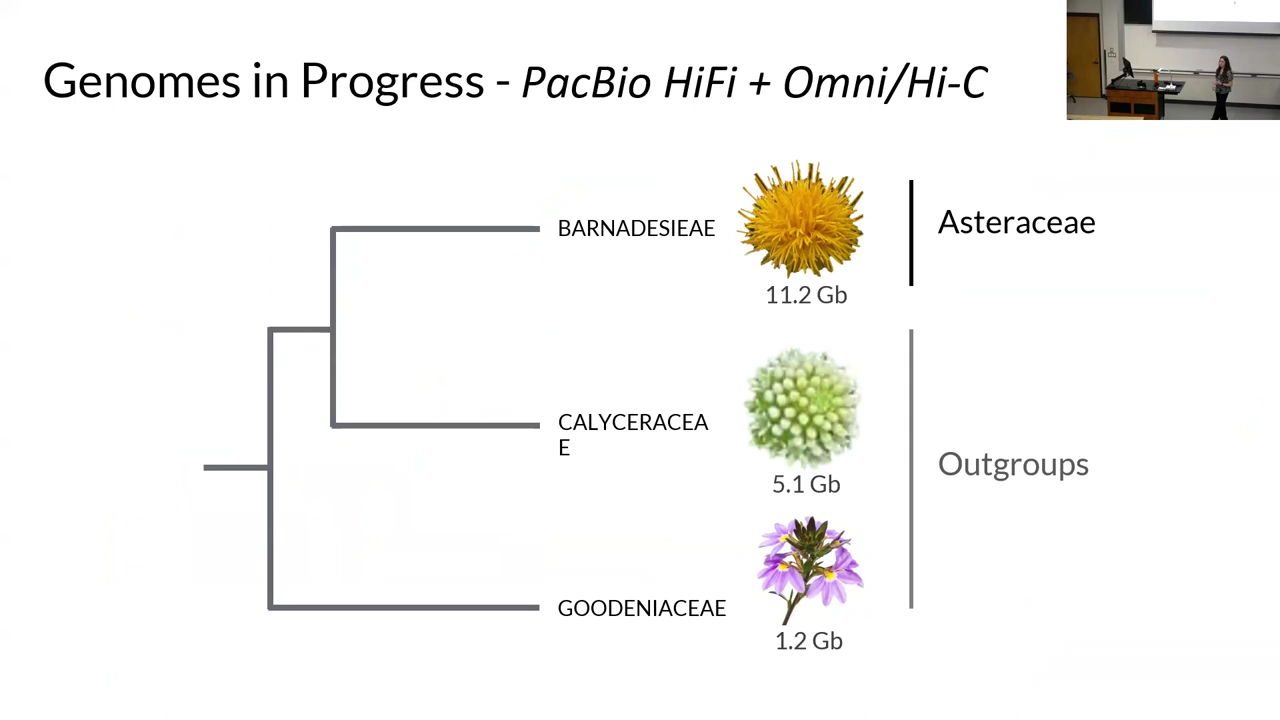 Genomes in Progress - PacBio HiFi + Omni/Hi-C
BARNADESIEAE
Asteraceae
11.2 Gb
CALYCERACEA
E
5.1 Gb
Outgroups
GOODENIACEAE
1.2 Gb